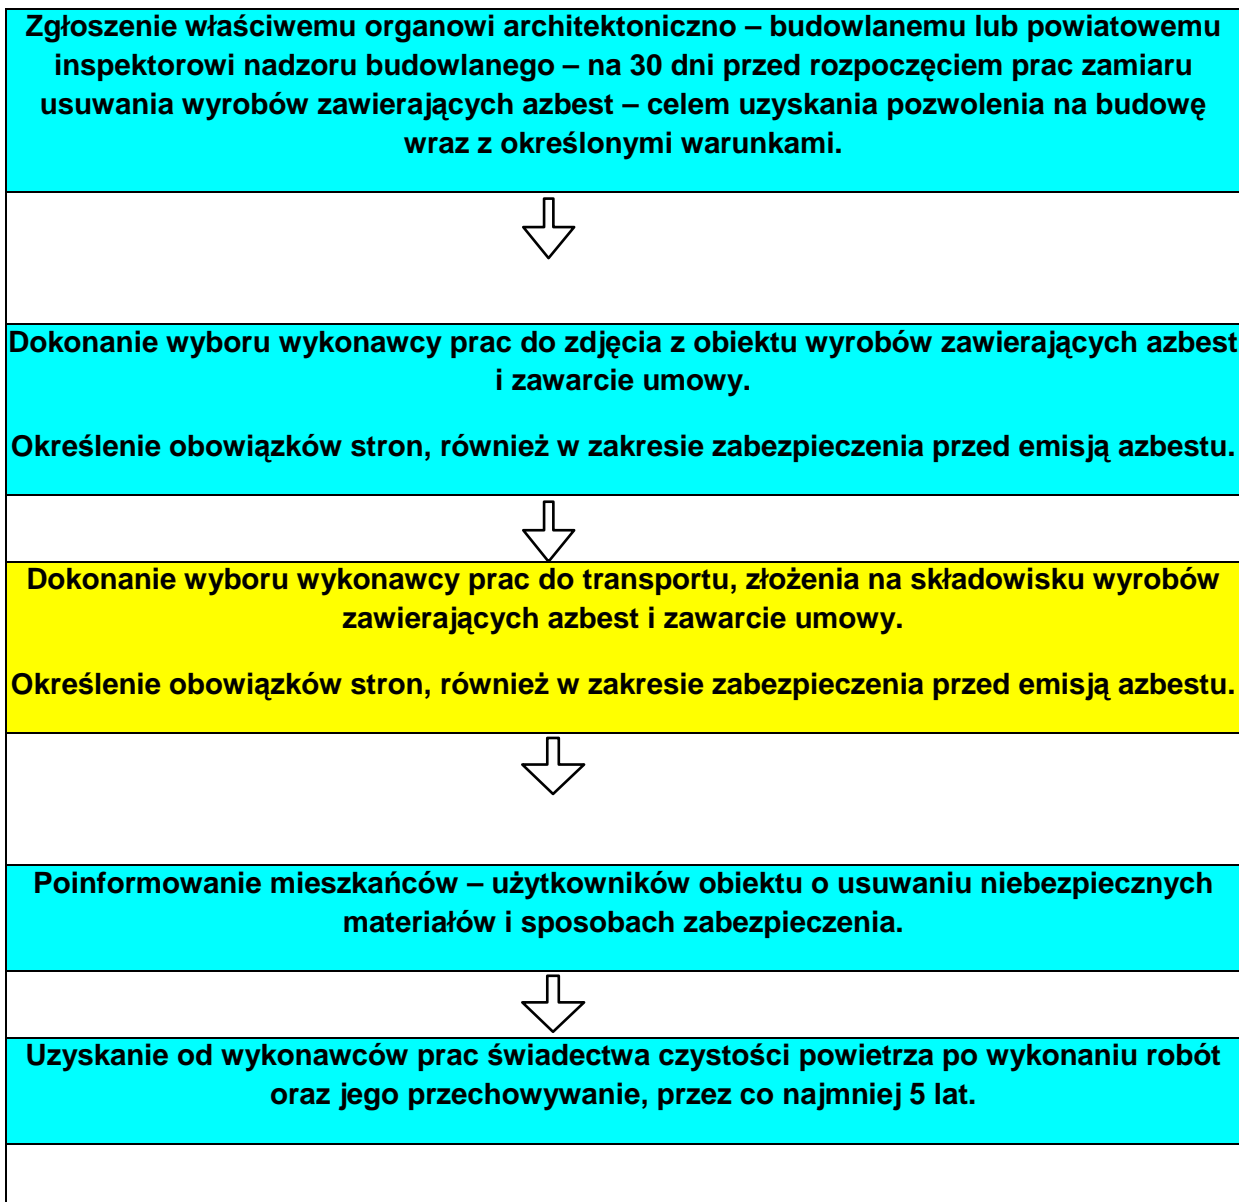 Zgłoszenie właściwemu organowi architektoniczno – budowlanemu lub powiatowemu
inspektorowi nadzoru budowlanego – na 30 dni przed rozpoczęciem prac zamiaru
usuwania wyrobów zawierających azbest – celem uzyskania pozwolenia na budowę
wraz z określonymi warunkami.
Dokonanie wyboru wykonawcy prac do zdjęcia z obiektu wyrobów zawierających azbest
i zawarcie umowy.
Określenie obowiązków stron, również w zakresie zabezpieczenia przed emisją azbestu.
Dokonanie wyboru wykonawcy prac do transportu, złożenia na składowisku wyrobów
zawierających azbest i zawarcie umowy.
Określenie obowiązków stron, również w zakresie zabezpieczenia przed emisją azbestu.
Poinformowanie mieszkańców – użytkowników obiektu o usuwaniu niebezpiecznych
materiałów i sposobach zabezpieczenia.
Uzyskanie od wykonawców prac świadectwa czystości powietrza po wykonaniu robót
oraz jego przechowywanie, przez co najmniej 5 lat.